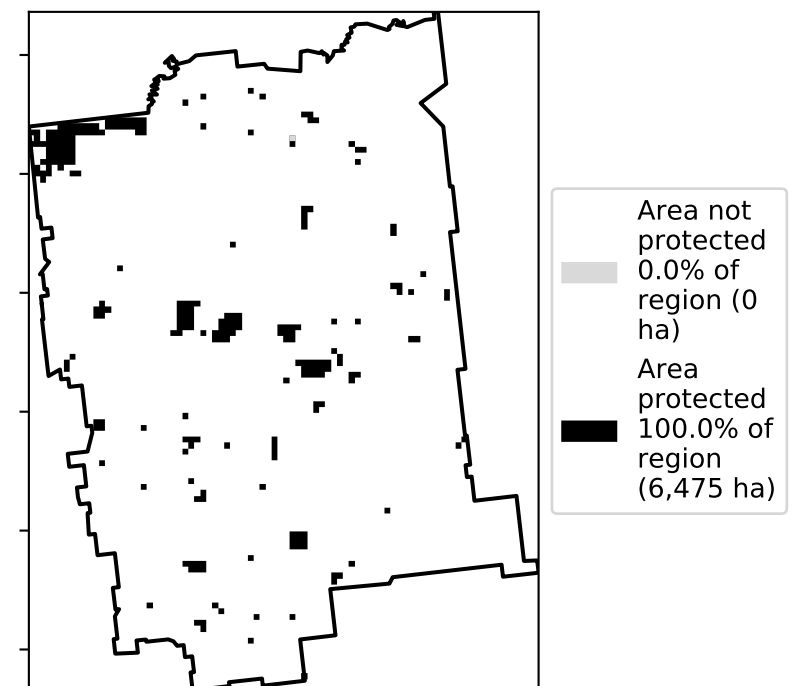 Area not
protected
0.0% of
region (0
ha)
Area
protected
100.0% of
region
(6,475 ha)